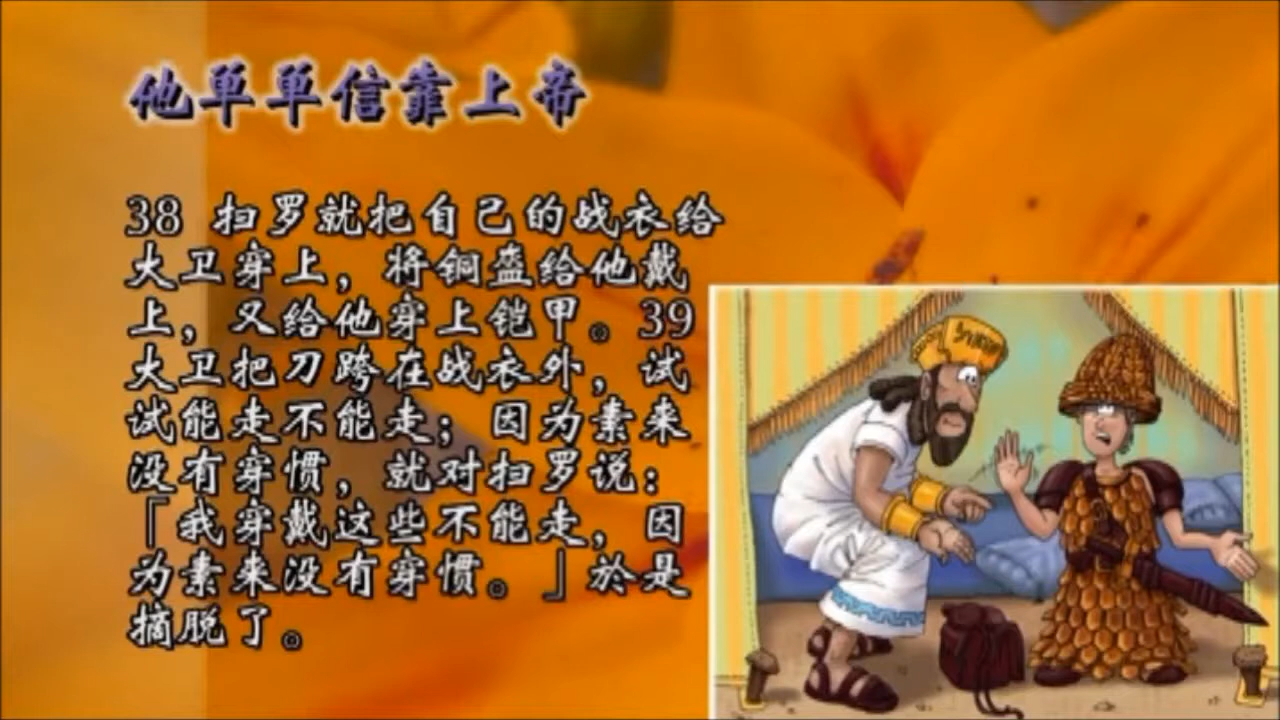 他单单信靠上帝
38 扫罗就把自己的战衣给
大卫穿上，将铜盔给他戴
上，又给他穿上铠甲。39
大卫把刀跨在战衣外，试
试能走不能走；因为素来
没有穿惯，就对扫罗说：
「我穿戴这些不能走，因
为素来没有穿惯。」於是
摘脱了。